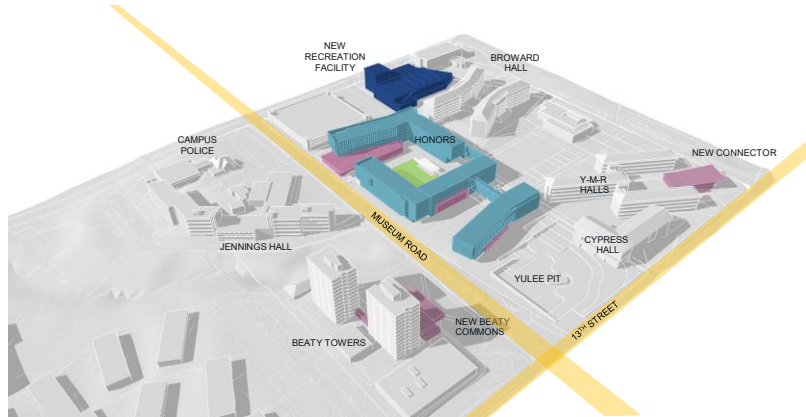 NEW
RECREATION
FACILITY
BROWARD
HALL
CAMPUS
POLICE
HONORS
NEW CONNECTOR
Y-M-R
HALLS
JENNINGS HALL
MUSEUM ROAD
CYPRESS
HALL
YULEE PIT
13TH STREET
NEW BEATY
COMMONS
BEATY TOWERS